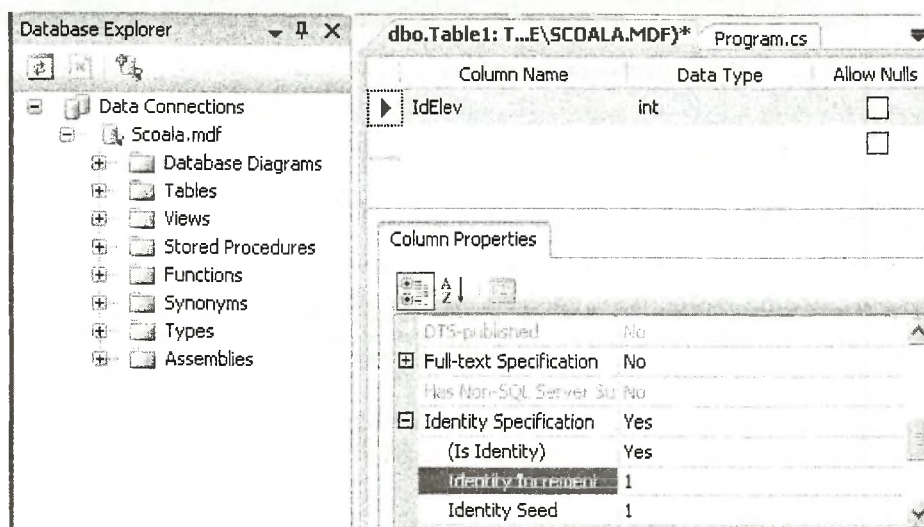 Database Explorer
Data Connections
Scoala.mdf
Database Diagrams
Tables
Views
Stored Procedures
Functions
Synonyms
Types
Assemblies
dbo.Table1: T...E\SCOALA.MDF)* Program.cs
Column Name Data Type Allow Nulls
IdElev int
Column Properties
DTS-published No
Full-text Specification No
Has Non-SQL Server Su No
Identity Specification Yes
(Is Identity) Yes
Identity Increment 1
Identity Seed 1